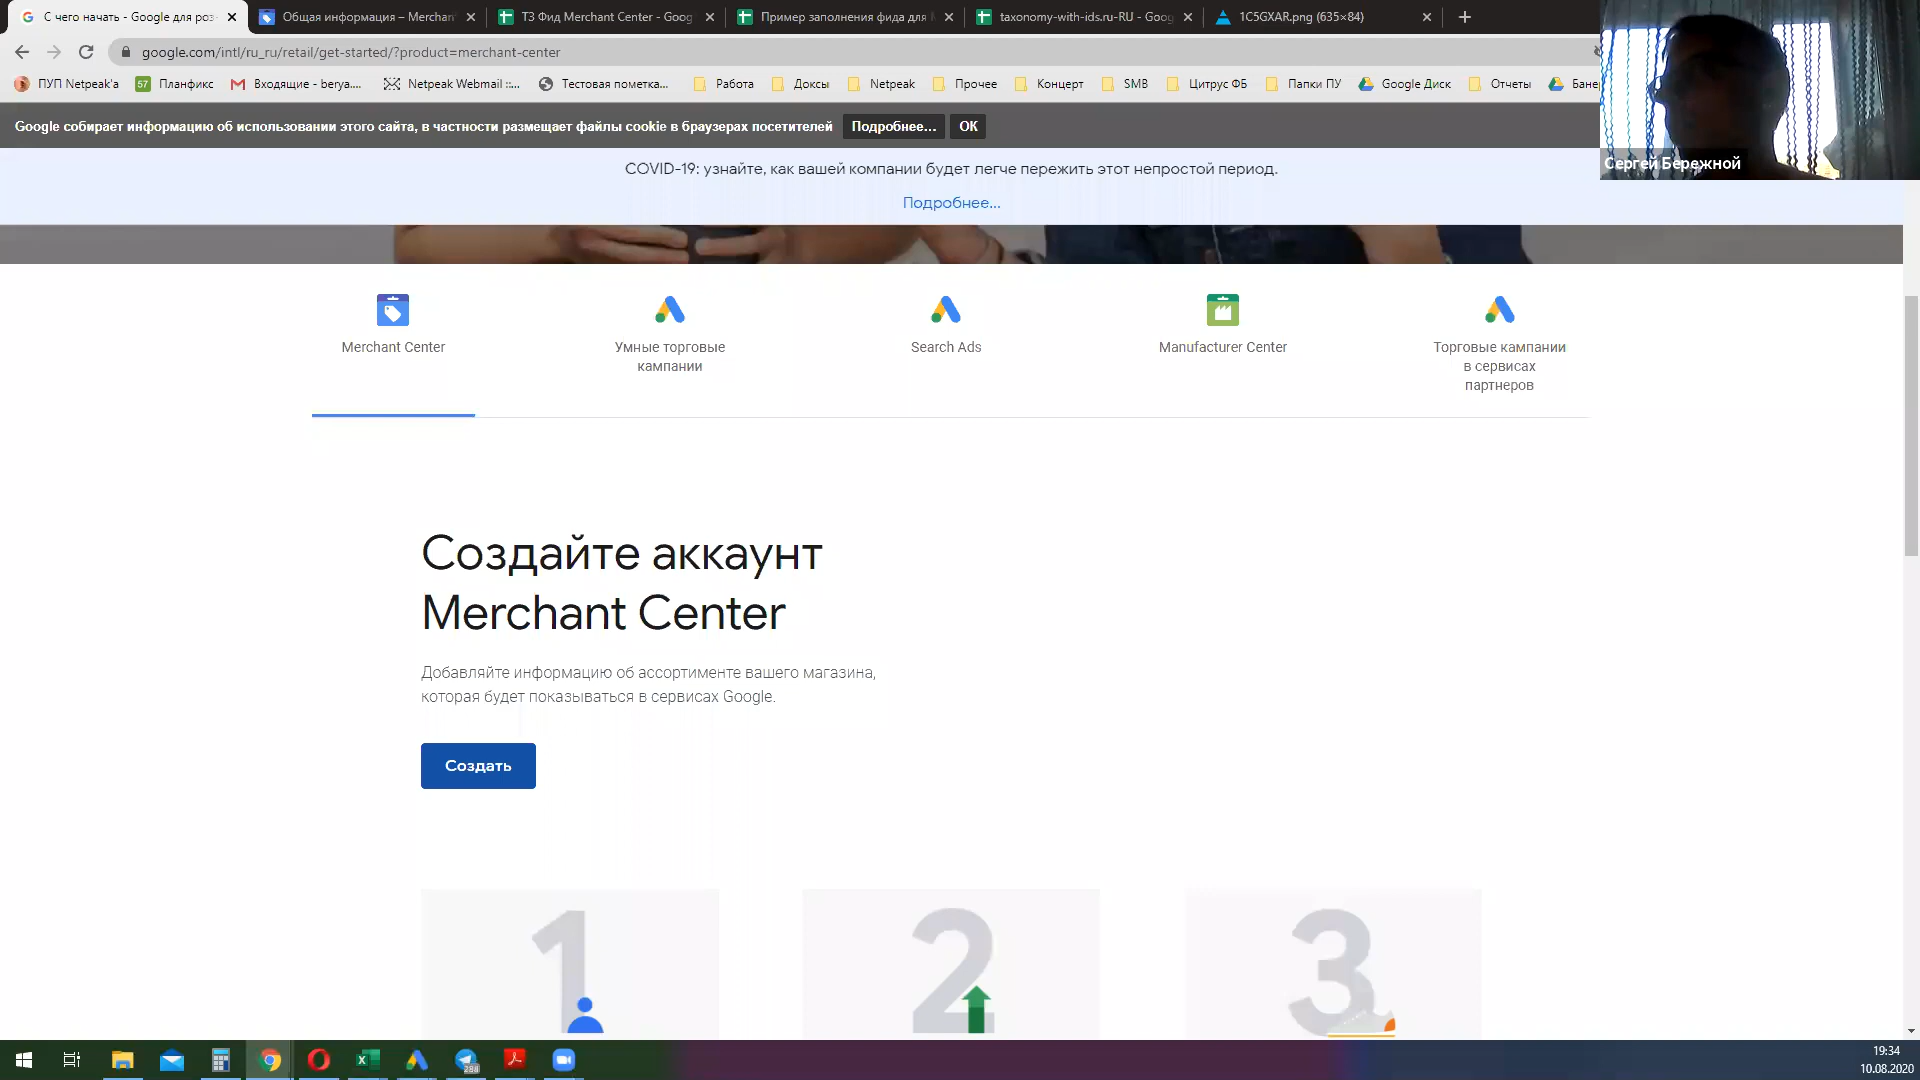 С чего начать - Google для роз
Общая информация – Merchan
ТЗ Фид Merchant Center - Goog
Пример заполнения фида для
taxonomy-with-ids.ru-RU - Goog
1C5GXAR.png (635×84)
google.com/intl/ru_ru/retail/get-started/?product=merchant-center
ПУП Netpeak'a
57
Планфикс
Входящие - berya....
Netpeak Webmail ::...
Тестовая пометка...
Работа
Доксы
Netpeak
Прочее
Концерт
SMB
Цитрус ФБ
Папки ПУ
Google Диск
Отчеты
Банер
Google собирает информацию об использовании этого сайта, в частности размещает файлы cookie в браузерах посетителей
Подробнее...
OK
COVID-19: узнайте, как вашей компании будет легче пережить этот непростой период.
Подробнее...
Сергей Бережной
Merchant Center
Умные торговые
кампании
Search Ads
Manufacturer Center
Торговые кампании
в сервисах
партнеров
Создайте аккаунт
Merchant Center
Добавляйте информацию об ассортименте вашего магазина,
которая будет показываться в сервисах Google.
Создать
1
2
3
288
19:34
10.08.2020